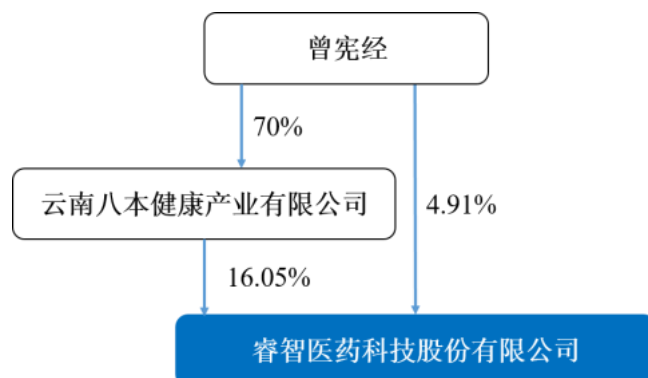 曾宪经
70%
云南八本健康产业有限公司
4.91%
16.05%
睿智医药科技股份有限公司